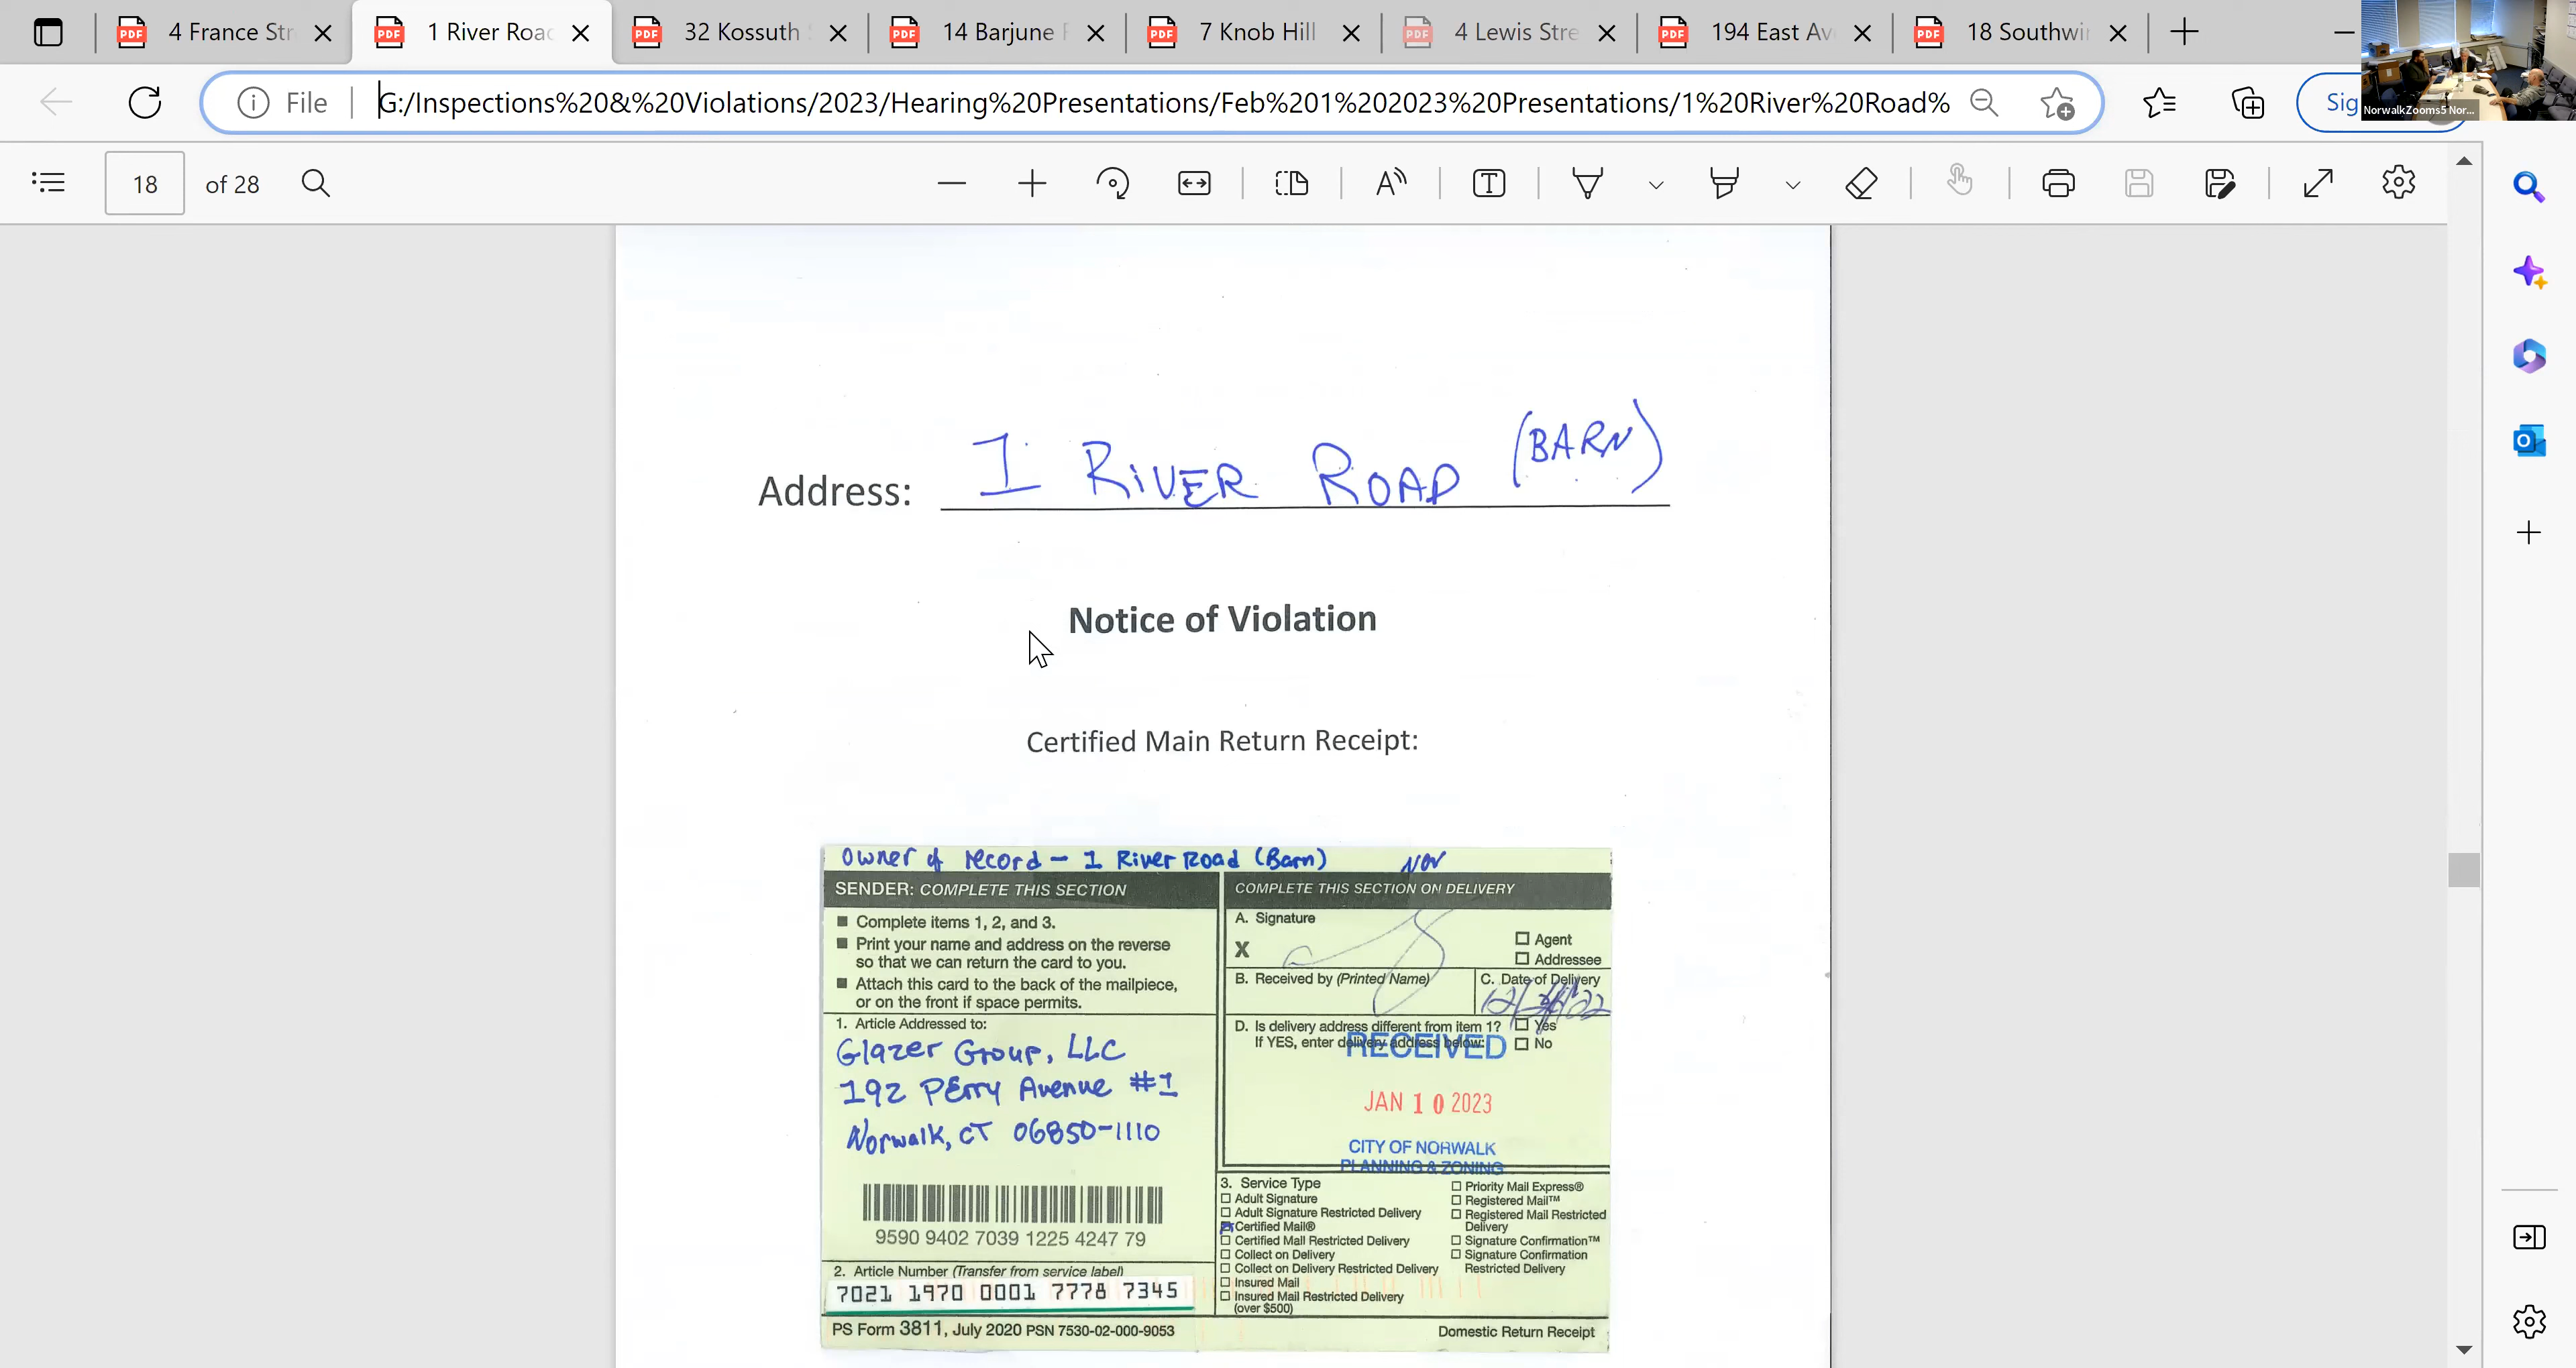 4 France Str
1 River Road
32 Kossuth S
14 Barjune R
7 Knob Hill
4 Lewis Stre
194 East Av
18 Southwin
File
G:/Inspections%20&%20Violations/2023/Hearing%20Presentations/Feb%201%202023%20Presentations/1%20River%20Road%
Sig
NorwalkZooms5 Nor...
18 of 28
Address: 1 RIVER ROAD (BARN)
Notice of Violation
Certified Main Return Receipt:
Owner of record - 1 River Road (Barn) NOV
SENDER: COMPLETE THIS SECTION
Complete items 1, 2, and 3.
Print your name and address on the reverse
so that we can return the card to you.
Attach this card to the back of the mailpiece,
or on the front if space permits.
1. Article Addressed to:
Glazer Group, LLC
192 Perry Avenue #1
Norwalk, CT 06850-1110
9590 9402 7039 1225 4247 79
2. Article Number (Transfer from service label)
7021 1970 0001 7778 7345
PS Form 3811, July 2020 PSN 7530-02-000-9053
COMPLETE THIS SECTION ON DELIVERY
A. Signature
X
Agent
Addressee
B. Received by (Printed Name)
C. Date of Delivery
D. Is delivery address different from item 1? Yes
If YES, enter delivery address below: No
RECEIVED
JAN 10 2023
CITY OF NORWALK
PLANNING & ZONING
3. Service Type
Adult Signature
Adult Signature Restricted Delivery
Certified Mail®
Certified Mail Restricted Delivery
Collect on Delivery
Collect on Delivery Restricted Delivery
Insured Mail
Insured Mail Restricted Delivery
(over $500)
Priority Mail Express®
Registered Mail™
Registered Mail Restricted
Delivery
Signature Confirmation™
Signature Confirmation
Restricted Delivery
Domestic Return Receipt